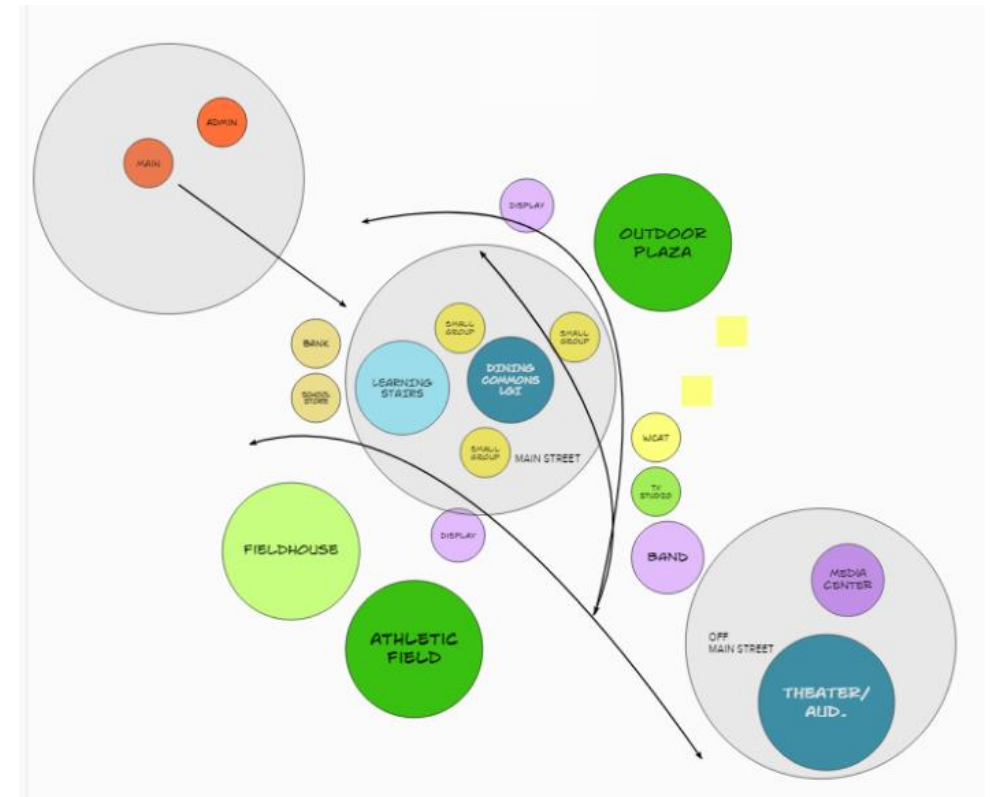 ADMIN
MAIN
DISPLAY
OUTDOOR
PLAZA
SMALL
GROUP
SMALL
GROUP
BANK
DINING
COMMONS
LGI
LEARNING
STAIRS
SCHOOL
STORE
WCAT
SMALL
GROUP
MAIN STREET
TV
STUDIO
DISPLAY
FIELDHOUSE
BAND
MEDIA
CENTER
ATHLETIC
FIELD
OFF
MAIN STREET
THEATER/
AUD.